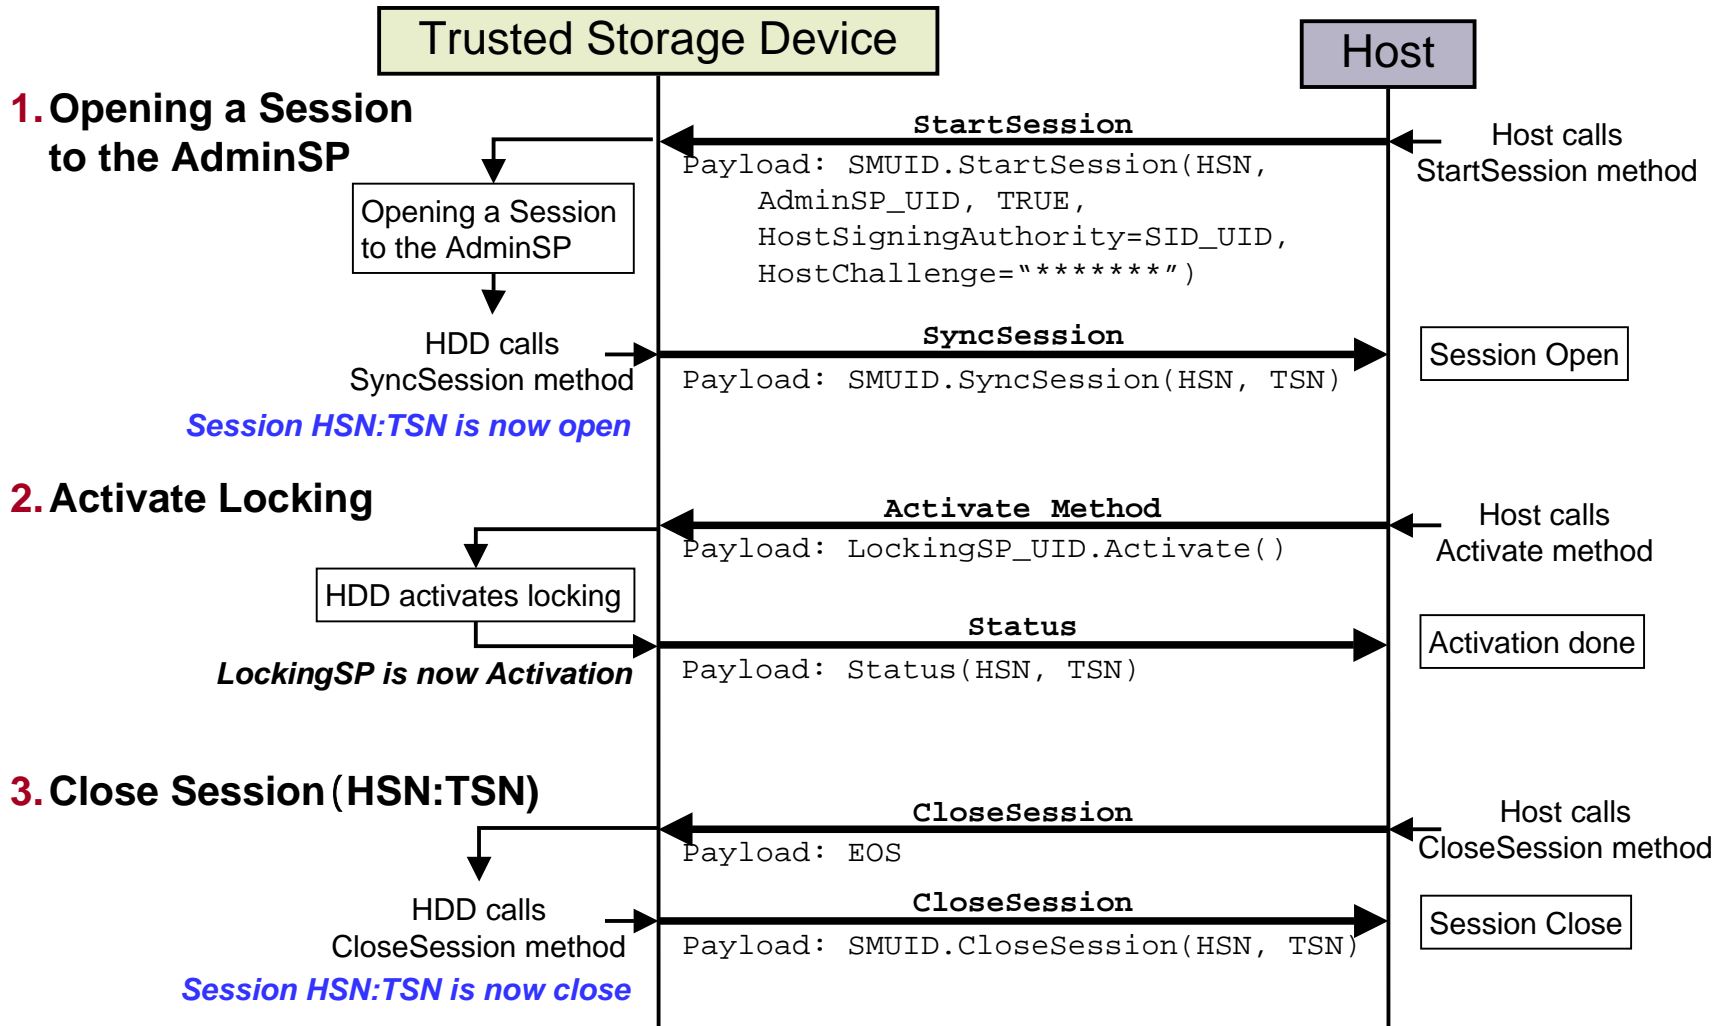 Trusted Storage Device
Host
1. Opening a Session
to the AdminSP
StartSession
Host calls
StartSession method
Payload: SMUID.StartSession(HSN,
AdminSP_UID, TRUE,
HostSigningAuthority=SID_UID,
HostChallenge=“*******”)
Opening a Session
to the AdminSP
HDD calls
SyncSession method
SyncSession
Payload: SMUID.SyncSession(HSN, TSN)
Session Open
Session HSN:TSN is now open
2. Activate Locking
Activate Method
Host calls
Activate method
Payload: LockingSP_UID.Activate()
HDD activates locking
Status
Activation done
LockingSP is now Activation
Payload: Status(HSN, TSN)
3. Close Session(HSN:TSN)
CloseSession
Host calls
CloseSession method
Payload: EOS
HDD calls
CloseSession method
CloseSession
Payload: SMUID.CloseSession(HSN, TSN)
Session Close
Session HSN:TSN is now close